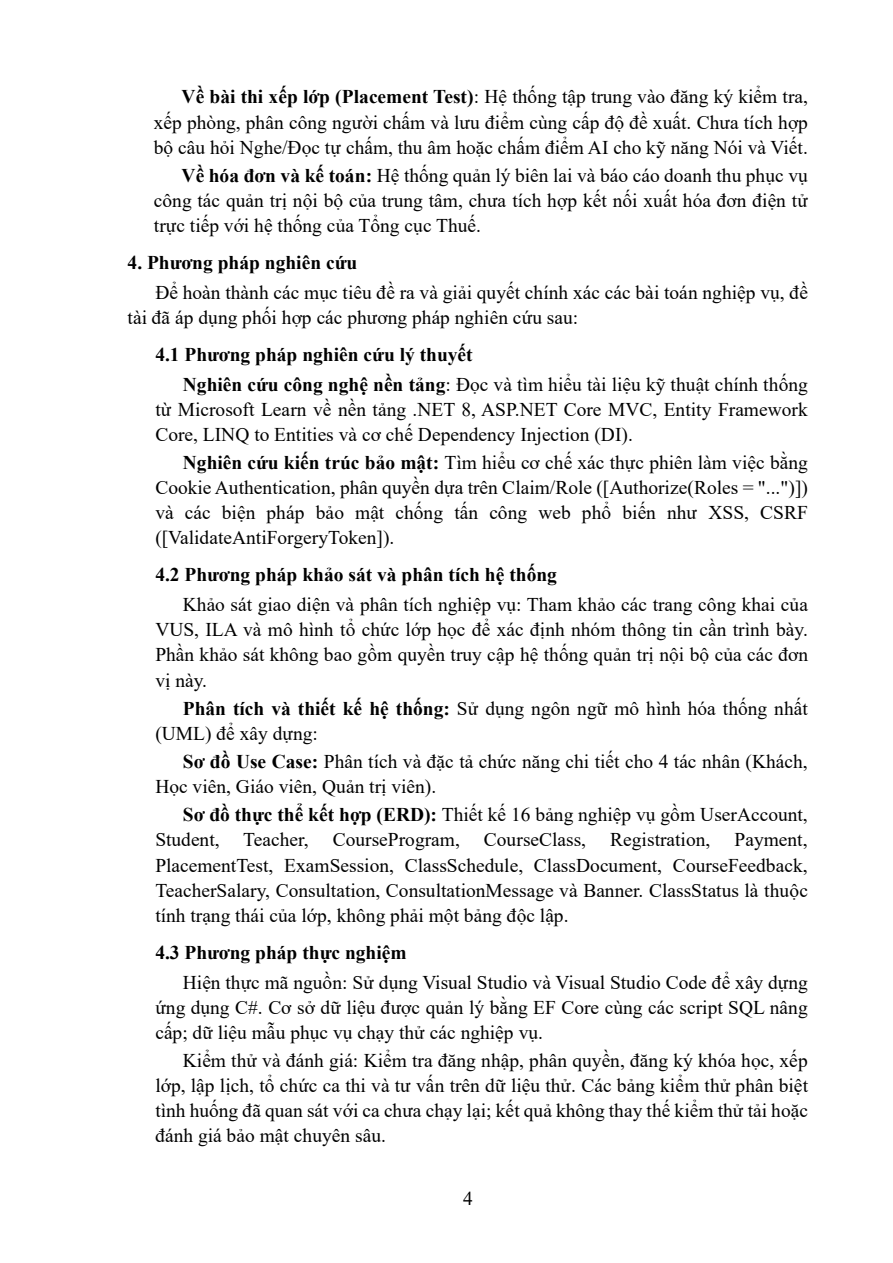 Về bài thi xếp lớp (Placement Test): Hệ thống tập trung vào đăng ký kiểm tra,
xếp phòng, phân công người chấm và lưu điểm cùng cấp độ đề xuất. Chưa tích hợp
bộ câu hỏi Nghe/Đọc tự chấm, thu âm hoặc chấm điểm AI cho kỹ năng Nói và Viết.
Về hóa đơn và kế toán: Hệ thống quản lý biên lai và báo cáo doanh thu phục vụ
công tác quản trị nội bộ của trung tâm, chưa tích hợp kết nối xuất hóa đơn điện tử
trực tiếp với hệ thống của Tổng cục Thuế.
4. Phương pháp nghiên cứu
Để hoàn thành các mục tiêu đề ra và giải quyết chính xác các bài toán nghiệp vụ, đề
tài đã áp dụng phối hợp các phương pháp nghiên cứu sau:
4.1 Phương pháp nghiên cứu lý thuyết
Nghiên cứu công nghệ nền tảng: Đọc và tìm hiểu tài liệu kỹ thuật chính thống
từ Microsoft Learn về nền tảng .NET 8, ASP.NET Core MVC, Entity Framework
Core, LINQ to Entities và cơ chế Dependency Injection (DI).
Nghiên cứu kiến trúc bảo mật: Tìm hiểu cơ chế xác thực phiên làm việc bằng
Cookie Authentication, phân quyền dựa trên Claim/Role ([Authorize(Roles = "...")])
và các biện pháp bảo mật chống tấn công web phổ biến như XSS, CSRF
([ValidateAntiForgeryToken]).
4.2 Phương pháp khảo sát và phân tích hệ thống
Khảo sát giao diện và phân tích nghiệp vụ: Tham khảo các trang công khai của
VUS, ILA và mô hình tổ chức lớp học để xác định nhóm thông tin cần trình bày.
Phần khảo sát không bao gồm quyền truy cập hệ thống quản trị nội bộ của các đơn
vị này.
Phân tích và thiết kế hệ thống: Sử dụng ngôn ngữ mô hình hóa thống nhất
(UML) để xây dựng:
Sơ đồ Use Case: Phân tích và đặc tả chức năng chi tiết cho 4 tác nhân (Khách,
Học viên, Giáo viên, Quản trị viên).
Sơ đồ thực thể kết hợp (ERD): Thiết kế 16 bảng nghiệp vụ gồm UserAccount,
Student, Teacher, CourseProgram, CourseClass, Registration, Payment,
PlacementTest, ExamSession, ClassSchedule, ClassDocument, CourseFeedback,
TeacherSalary, Consultation, ConsultationMessage và Banner. ClassStatus là thuộc
tính trạng thái của lớp, không phải một bảng độc lập.
4.3 Phương pháp thực nghiệm
Hiện thực mã nguồn: Sử dụng Visual Studio và Visual Studio Code để xây dựng
ứng dụng C#. Cơ sở dữ liệu được quản lý bằng EF Core cùng các script SQL nâng
cấp; dữ liệu mẫu phục vụ chạy thử các nghiệp vụ.
Kiểm thử và đánh giá: Kiểm tra đăng nhập, phân quyền, đăng ký khóa học, xếp
lớp, lập lịch, tổ chức ca thi và tư vấn trên dữ liệu thử. Các bảng kiểm thử phân biệt
tình huống đã quan sát với ca chưa chạy lại; kết quả không thay thế kiểm thử tải hoặc
đánh giá bảo mật chuyên sâu.
4